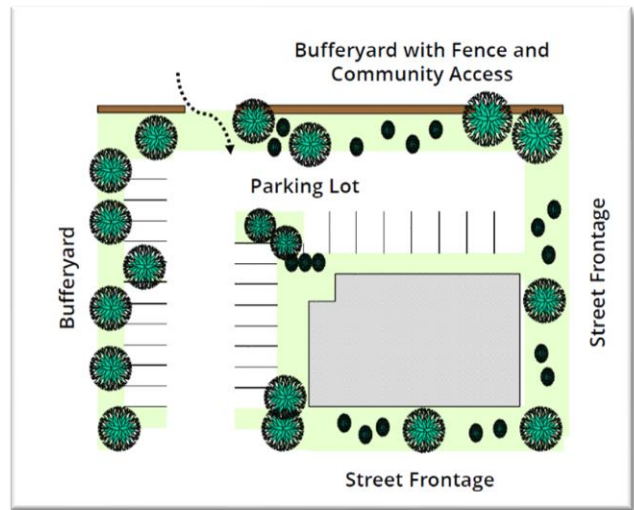 Bufferyard with Fence and
Community Access
Parking Lot
Bufferyard
Street Frontage
Street Frontage